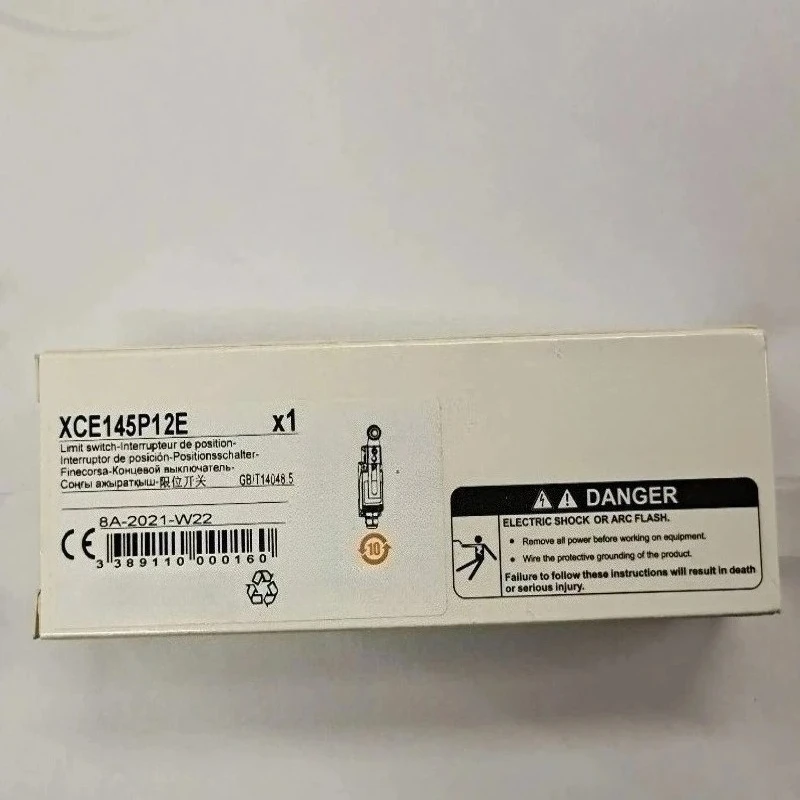 XCE145P12E x1
Limit switch-Interrupteur de position-
Interruptor de posición-Positionsschalter-
Finecorsa-Концевой выключатель-
Соңғы ажыратқыш-限位开关 GB/T14048.5
8A-2021-W22
CE
3 389110 000160
10
DANGER
ELECTRIC SHOCK OR ARC FLASH.
• Remove all power before working on equipment.
• Wire the protective grounding of the product.
Failure to follow these instructions will result in death
or serious injury.